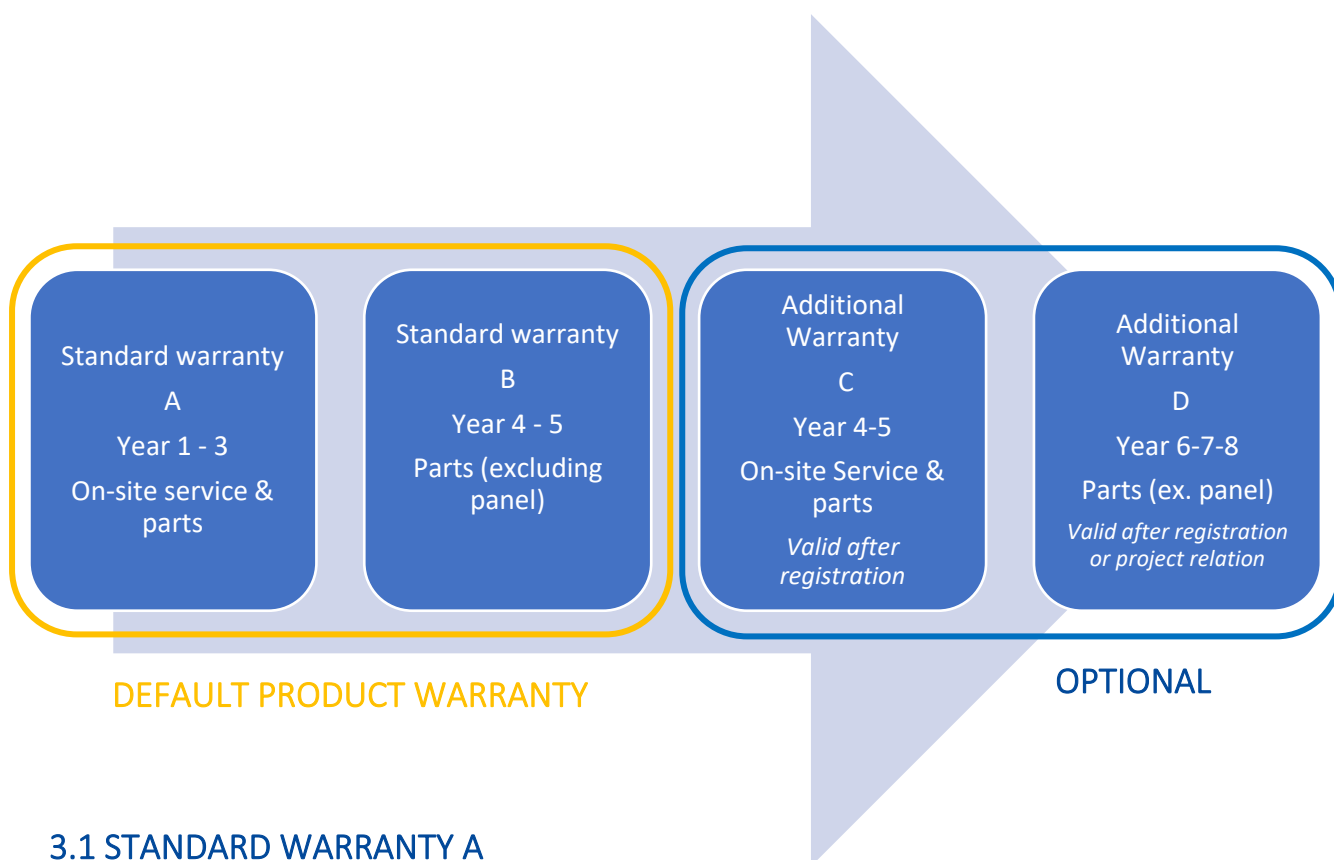 Standard warranty
A
Year 1 - 3
On-site service &
parts
Standard warranty
B
Year 4 - 5
Parts (excluding
panel)
Additional
Warranty
C
Year 4-5
On-site Service &
parts
Valid after
registration
Additional
Warranty
D
Year 6-7-8
Parts (ex. panel)
Valid after registration
or project relation
DEFAULT PRODUCT WARRANTY
OPTIONAL
3.1 STANDARD WARRANTY A